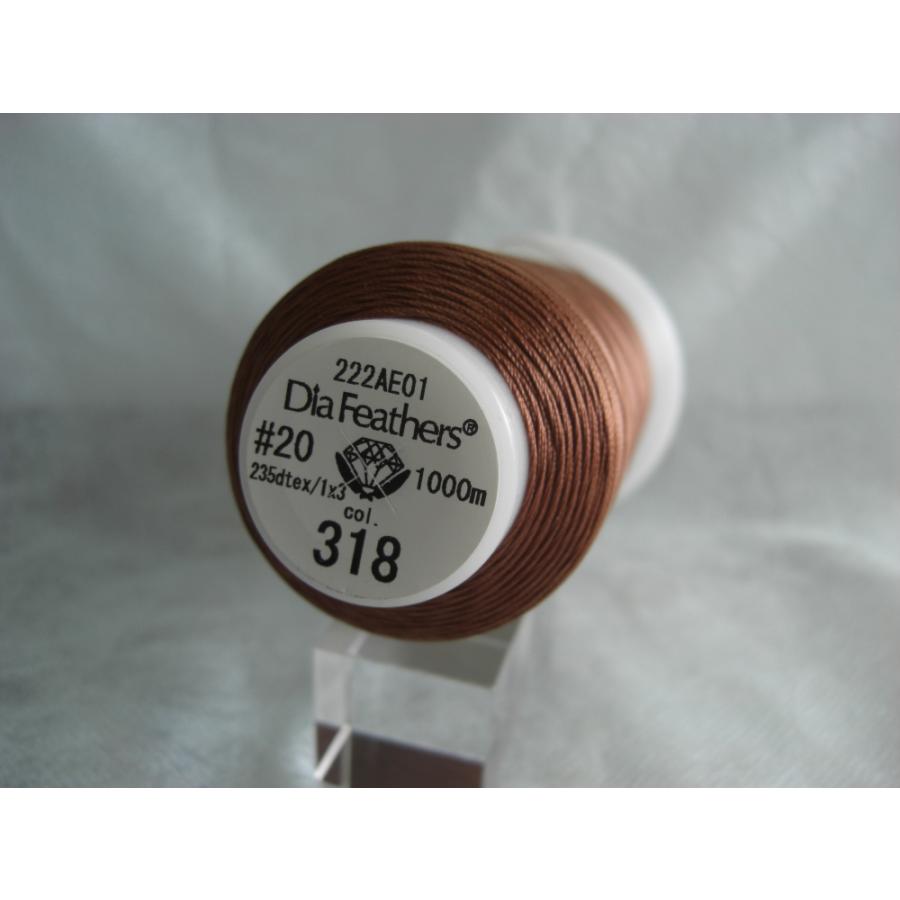 222AE01
Dia Feathers®
#20
235dtex/1x3
1000m
col.
318